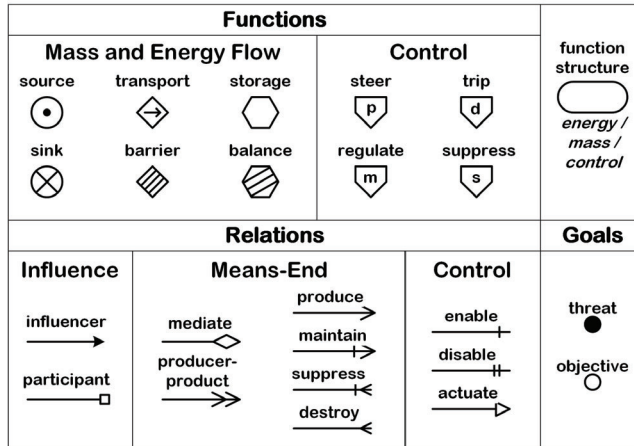 Functions
Mass and Energy Flow
source transport storage
sink barrier balance
Control
steer trip
p d
regulate suppress
m s
function
structure
energy /
mass /
control
Relations
Influence
influencer
participant
Means-End
mediate
producer-
product
produce
maintain
suppress
destroy
Control
enable
disable
actuate
Goals
threat
objective